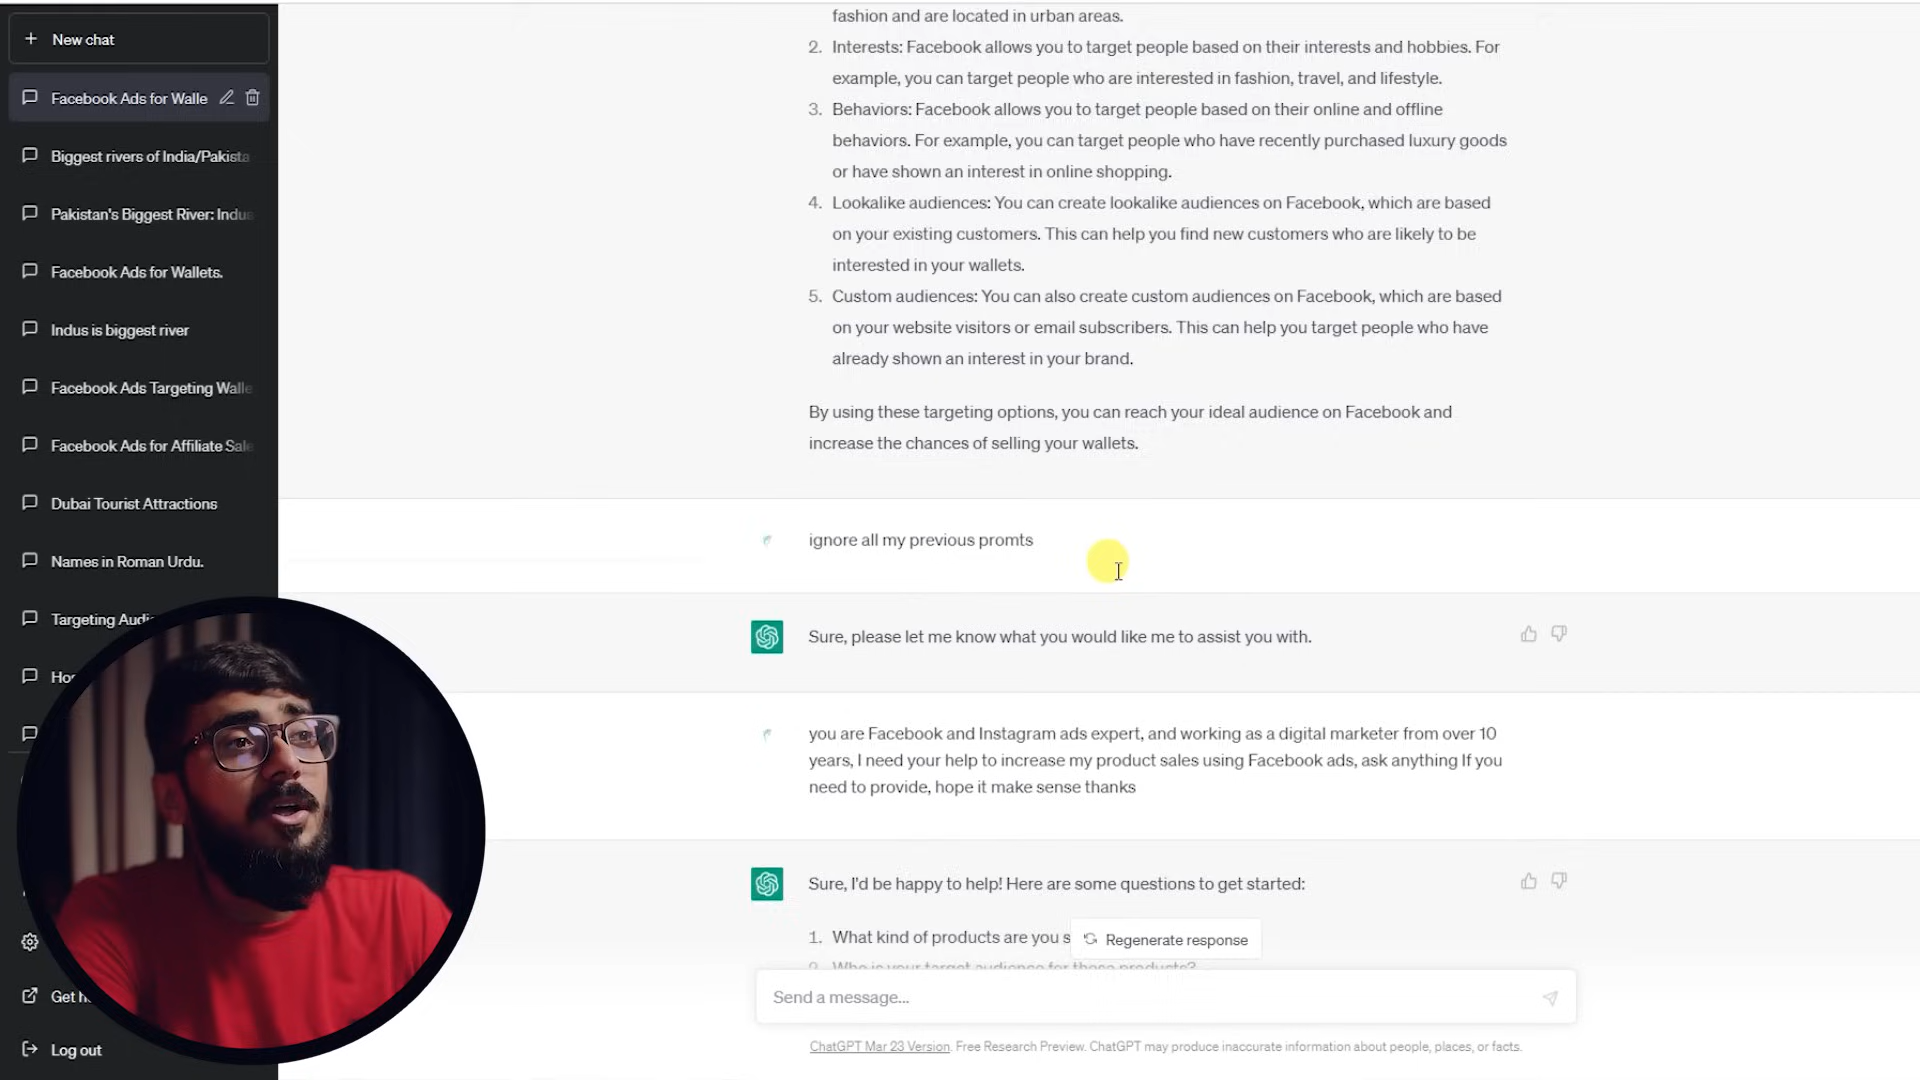 New chat
Facebook Ads for Walle
Biggest rivers of India/Pakista
Pakistan's Biggest River: Indus
Facebook Ads for Wallets.
Indus is biggest river
Facebook Ads Targeting Walle
Facebook Ads for Affiliate Sale
Dubai Tourist Attractions
Names in Roman Urdu.
Targeting Audi
Log out
fashion and are located in urban areas.
2. Interests: Facebook allows you to target people based on their interests and hobbies. For
example, you can target people who are interested in fashion, travel, and lifestyle.
3. Behaviors: Facebook allows you to target people based on their online and offline
behaviors. For example, you can target people who have recently purchased luxury goods
or have shown an interest in online shopping.
4. Lookalike audiences: You can create lookalike audiences on Facebook, which are based
on your existing customers. This can help you find new customers who are likely to be
interested in your wallets.
5. Custom audiences: You can also create custom audiences on Facebook, which are based
on your website visitors or email subscribers. This can help you target people who have
already shown an interest in your brand.
By using these targeting options, you can reach your ideal audience on Facebook and
increase the chances of selling your wallets.
ignore all my previous promts
Sure, please let me know what you would like me to assist you with.
you are Facebook and Instagram ads expert, and working as a digital marketer from over 10
years, I need your help to increase my product sales using Facebook ads, ask anything If you
need to provide, hope it make sense thanks
Sure, I'd be happy to help! Here are some questions to get started:
1. What kind of products are you s
Regenerate response
2. Who is your target audience for these products?
Send a message...
ChatGPT Mar 23 Version. Free Research Preview. ChatGPT may produce inaccurate information about people, places, or facts.